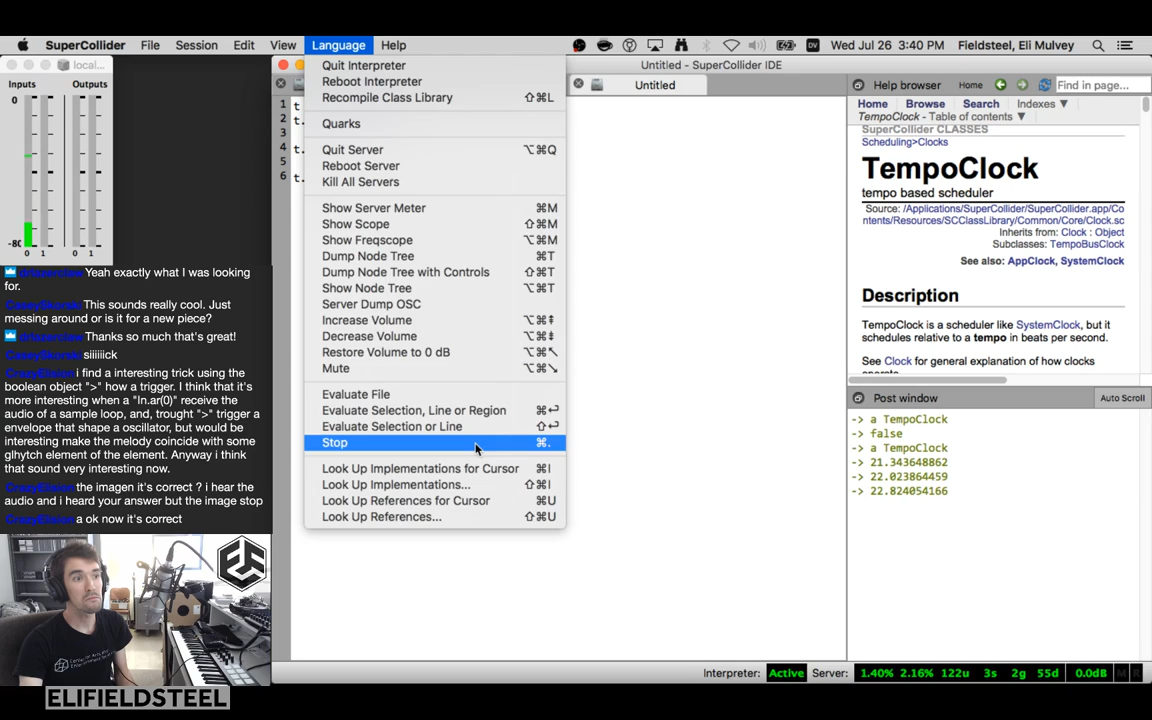 SuperCollider File Session Edit View Language Help Wed Jul 26 3:40 PM Fieldsteel, Eli Mulvey
local...
Inputs Outputs
0
-80
0 1 0 1
Yeah exactly what I was looking
for.
This sounds really cool. Just
messing around or is it for a new piece?
Thanks so much that's great!
siiiiiick
i find a interesting trick using the
boolean object ">" how a trigger. I think that it's
more interesting when a "In.ar(0)" receive the
audio of a sample loop, and, trought ">" trigger a
envelope that shape a oscillator, but would be
interesting make the melody coincide with some
glhytch element of the element. Anyway i think
that sound very interesting now.
the imagen it's correct ? i hear the
audio and i heard your answer but the image stop
a ok now it's correct
ELIFIELDSTEEL
Quit Interpreter
Reboot Interpreter
Recompile Class Library ⇧⌘L
Quarks
Quit Server ⌥⌘Q
Reboot Server
Kill All Servers
Show Server Meter ⌘M
Show Scope ⇧⌘M
Show Freqscope ⌥⌘M
Dump Node Tree ⌘T
Dump Node Tree with Controls ⇧⌘T
Show Node Tree ⌥⌘T
Server Dump OSC
Increase Volume ⌥⌘⇞
Decrease Volume ⌥⌘⇟
Restore Volume to 0 dB ⌥⌘↖
Mute ⌥⌘↘
Evaluate File
Evaluate Selection, Line or Region ⌘↩
Evaluate Selection or Line ⇧↩
Stop ⌘.
Look Up Implementations for Cursor ⌘I
Look Up Implementations... ⇧⌘I
Look Up References for Cursor ⌘U
Look Up References... ⇧⌘U
Untitled - SuperCollider IDE
Untitled
1 t
2 t.
3
4 t.
5
6 t.
Help browser Home Find in page...
Home Browse Search Indexes ▼
TempoClock - Table of contents ▼
SuperCollider CLASSES
Scheduling>Clocks
TempoClock
tempo based scheduler
Source: /Applications/SuperCollider/SuperCollider.app/Co
ntents/Resources/SCClassLibrary/Common/Core/Clock.sc
Inherits from: Clock : Object
Subclasses: TempoBusClock
See also: AppClock, SystemClock
Description
TempoClock is a scheduler like SystemClock, but it
schedules relative to a tempo in beats per second.
See Clock for general explanation of how clocks
operate.
Post window Auto Scroll
-> a TempoClock
-> false
-> a TempoClock
-> 21.343648862
-> 22.023864459
-> 22.824054166
Interpreter: Active Server: 1.40% 2.16% 122u 3s 2g 55d 0.0dB M R